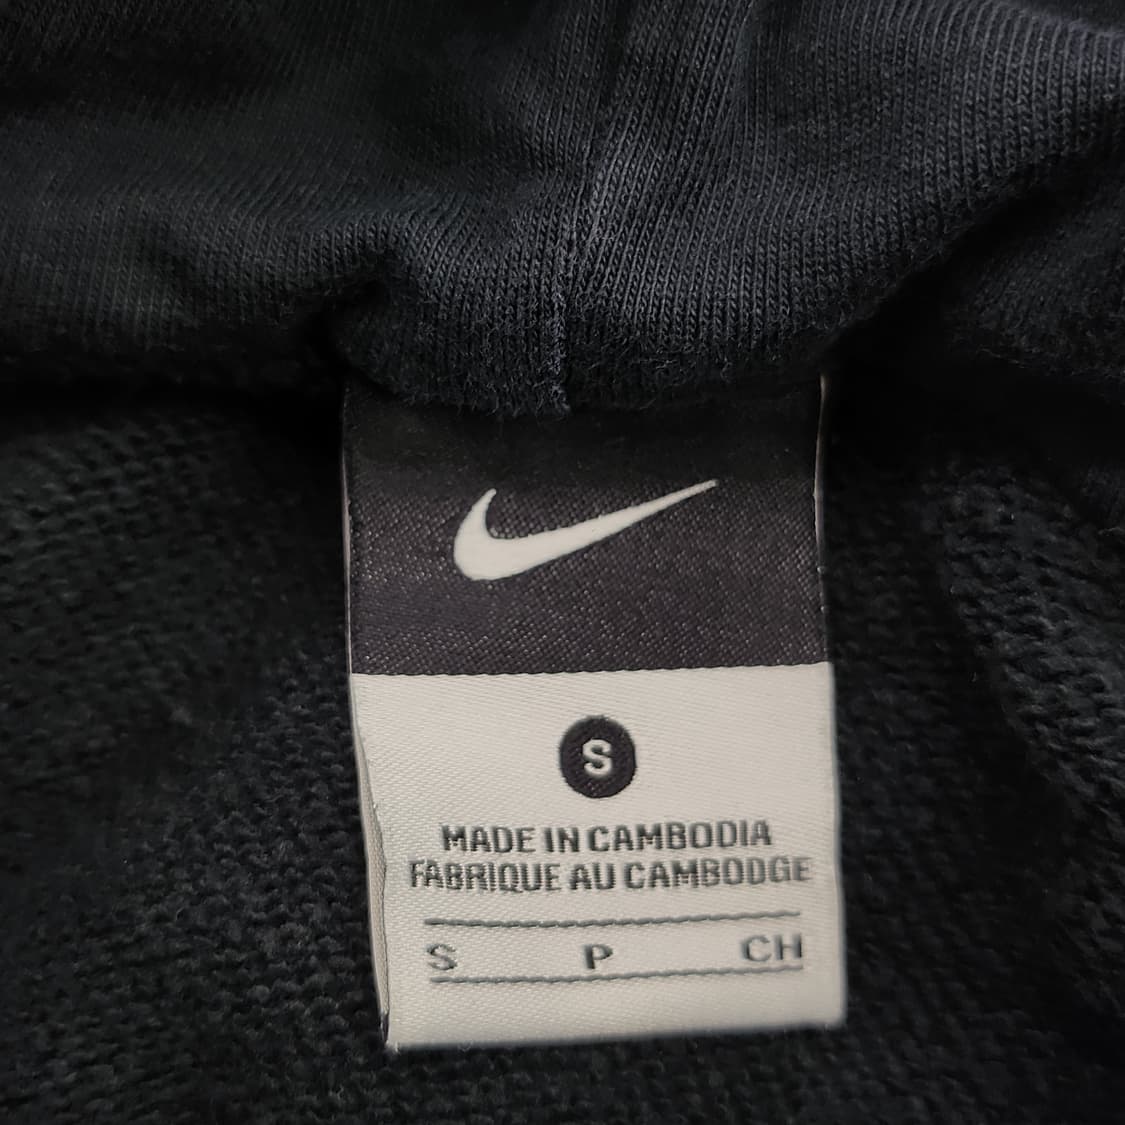 S
MADE IN CAMBODIA
FABRIQUE AU CAMBODGE
S P CH